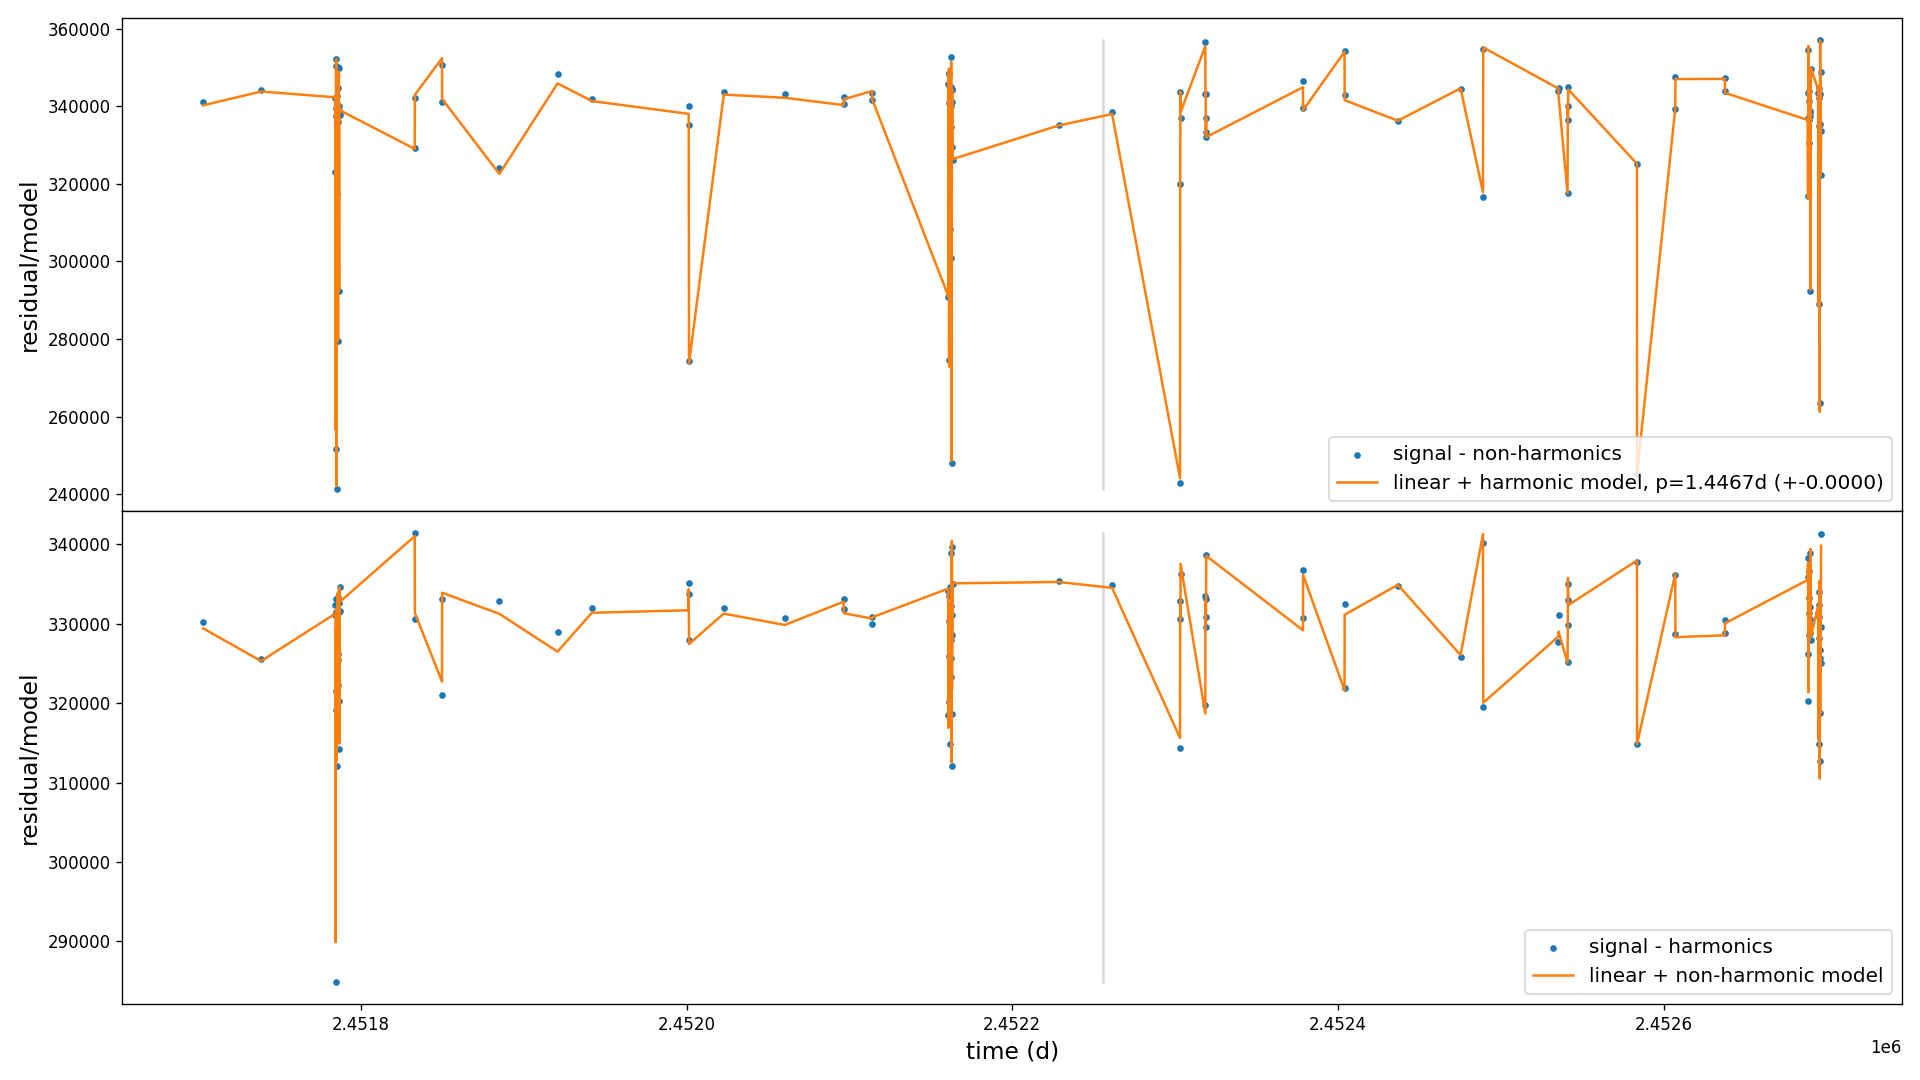 360000
340000
320000
300000
280000
260000
240000
residual/model
signal - non-harmonics
linear + harmonic model, p=1.4467d (+-0.0000)
340000
330000
320000
310000
300000
290000
residual/model
signal - harmonics
linear + non-harmonic model
2.4518
2.4520
2.4522
2.4524
2.4526
time (d)
1e6